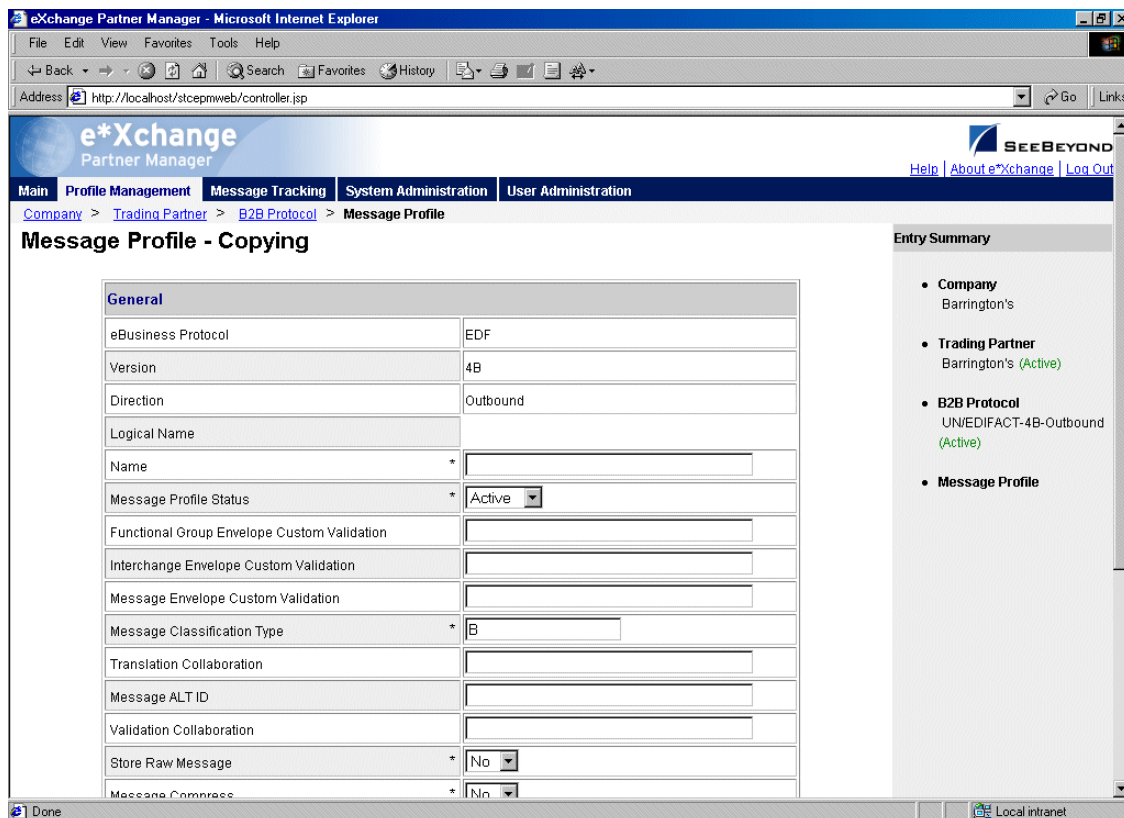 eXchange Partner Manager - Microsoft Internet Explorer
File Edit View Favorites Tools Help
Back Search Favorites History
Address http://localhost/stcepmweb/controller.jsp Go Links
e*Xchange
Partner Manager
SEEBEYOND
Help | About e*Xchange | Log Out
Main Profile Management Message Tracking System Administration User Administration
Company > Trading Partner > B2B Protocol > Message Profile
Message Profile - Copying
General
eBusiness Protocol EDF
Version 4B
Direction Outbound
Logical Name
Name *
Message Profile Status * Active
Functional Group Envelope Custom Validation
Interchange Envelope Custom Validation
Message Envelope Custom Validation
Message Classification Type * B
Translation Collaboration
Message ALT ID
Validation Collaboration
Store Raw Message * No
Message Compress * No
Entry Summary
• Company
Barrington's
• Trading Partner
Barrington's (Active)
• B2B Protocol
UN/EDIFACT-4B-Outbound
(Active)
• Message Profile
Done Local intranet